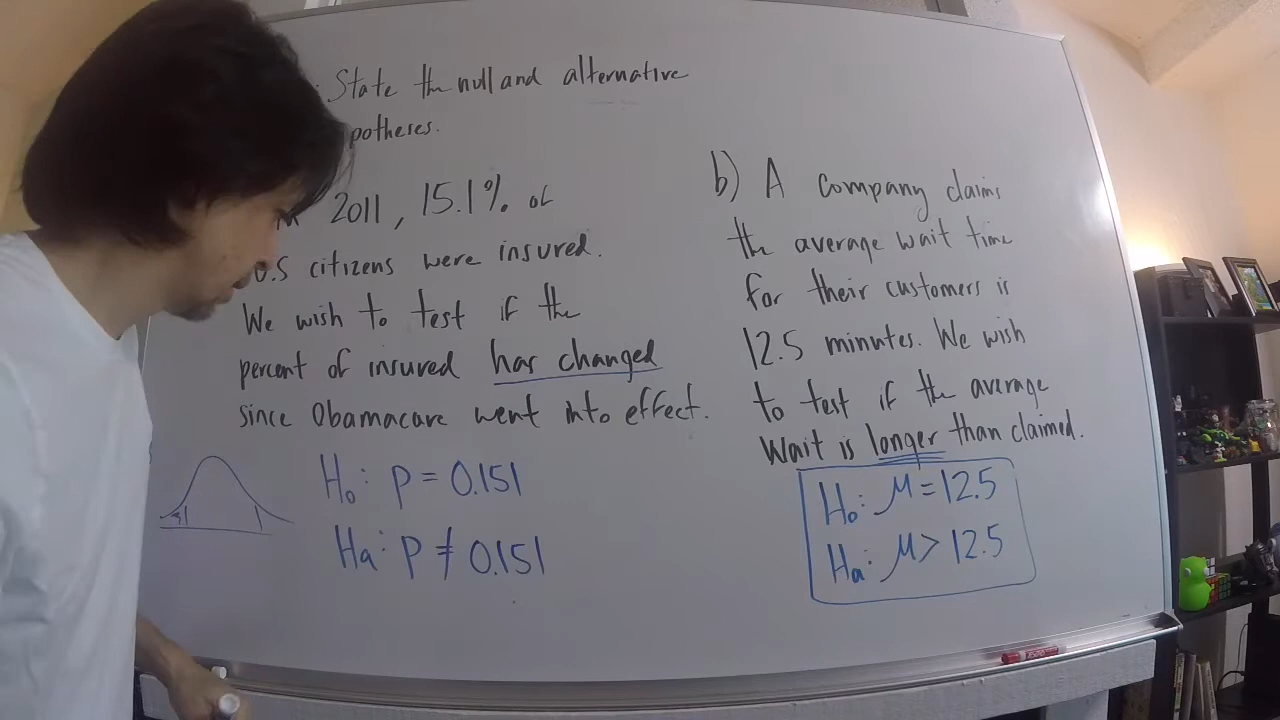 State the null and alternative
potheses.
2011, 15.1% of
U.S citizens were insured.
We wish to test if the
percent of insured has changed
since Obamacare went into effect.
H₀: p = 0.151
Ha: p ≠ 0.151
b) A company claims
the average wait time
for their customers is
12.5 minutes. We wish
to test if the average
Wait is longer than claimed.
H₀: μ = 12.5
Ha: μ > 12.5